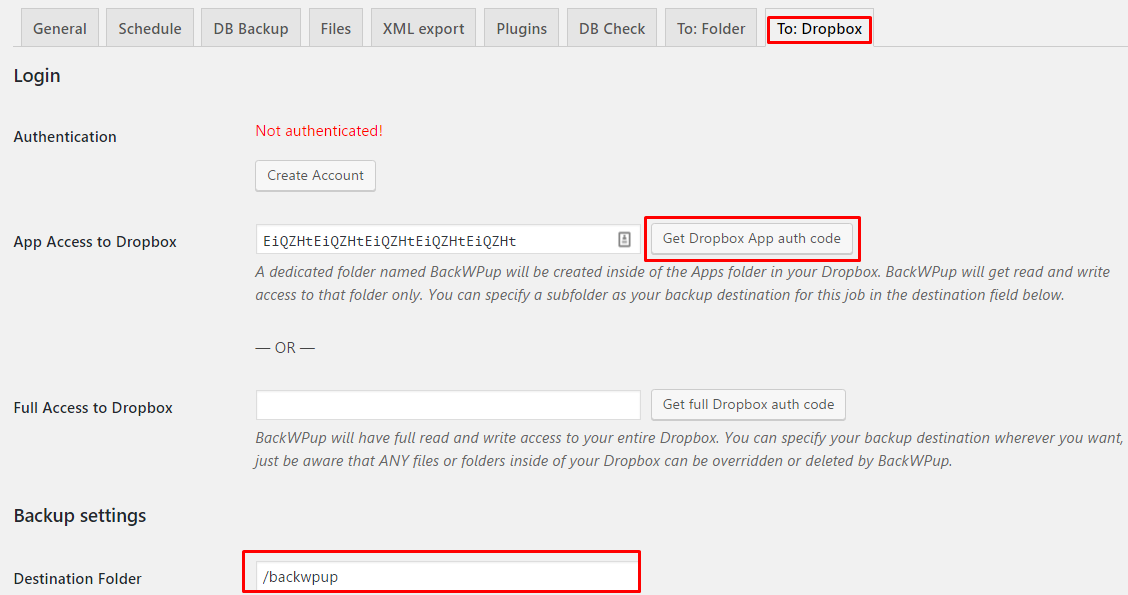 General Schedule DB Backup Files XML export Plugins DB Check To: Folder To: Dropbox
Login
Authentication
Not authenticated!
Create Account
App Access to Dropbox
EiQZHtEiQZHtEiQZHtEiQZHtEiQZHt
Get Dropbox App auth code
A dedicated folder named BackWPup will be created inside of the Apps folder in your Dropbox. BackWPup will get read and write
access to that folder only. You can specify a subfolder as your backup destination for this job in the destination field below.
— OR —
Full Access to Dropbox
Get full Dropbox auth code
BackWPup will have full read and write access to your entire Dropbox. You can specify your backup destination wherever you want,
just be aware that ANY files or folders inside of your Dropbox can be overridden or deleted by BackWPup.
Backup settings
Destination Folder
/backwpup